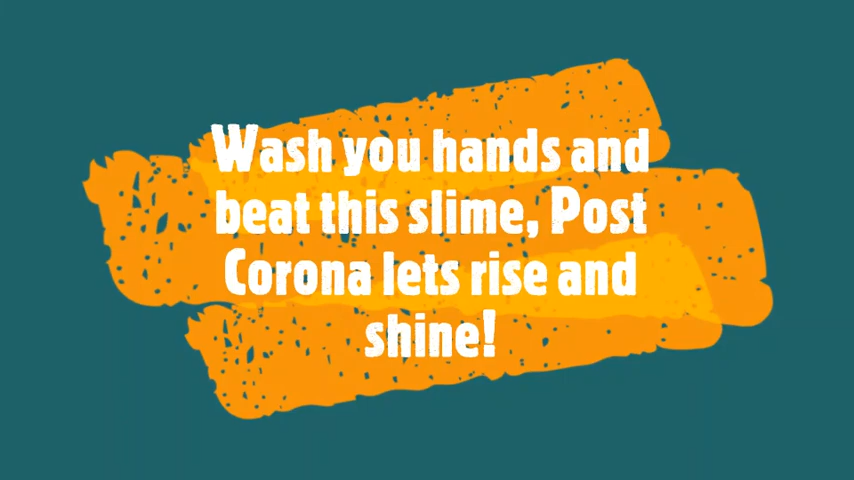 Wash you hands and
beat this slime, Post
Corona lets rise and
shine!